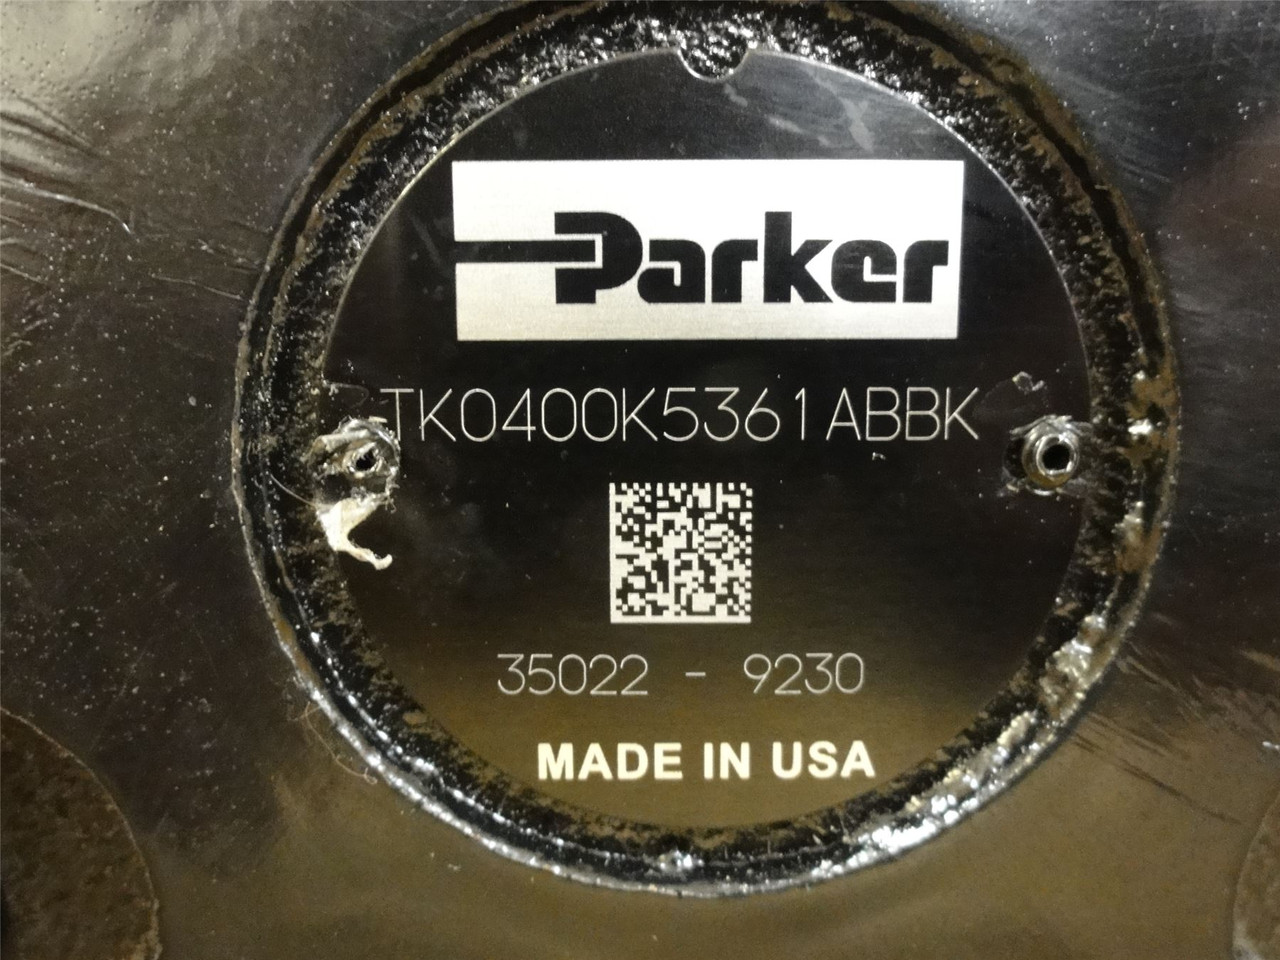 Parker
TK0400K5361ABBK
35022 - 9230
MADE IN USA